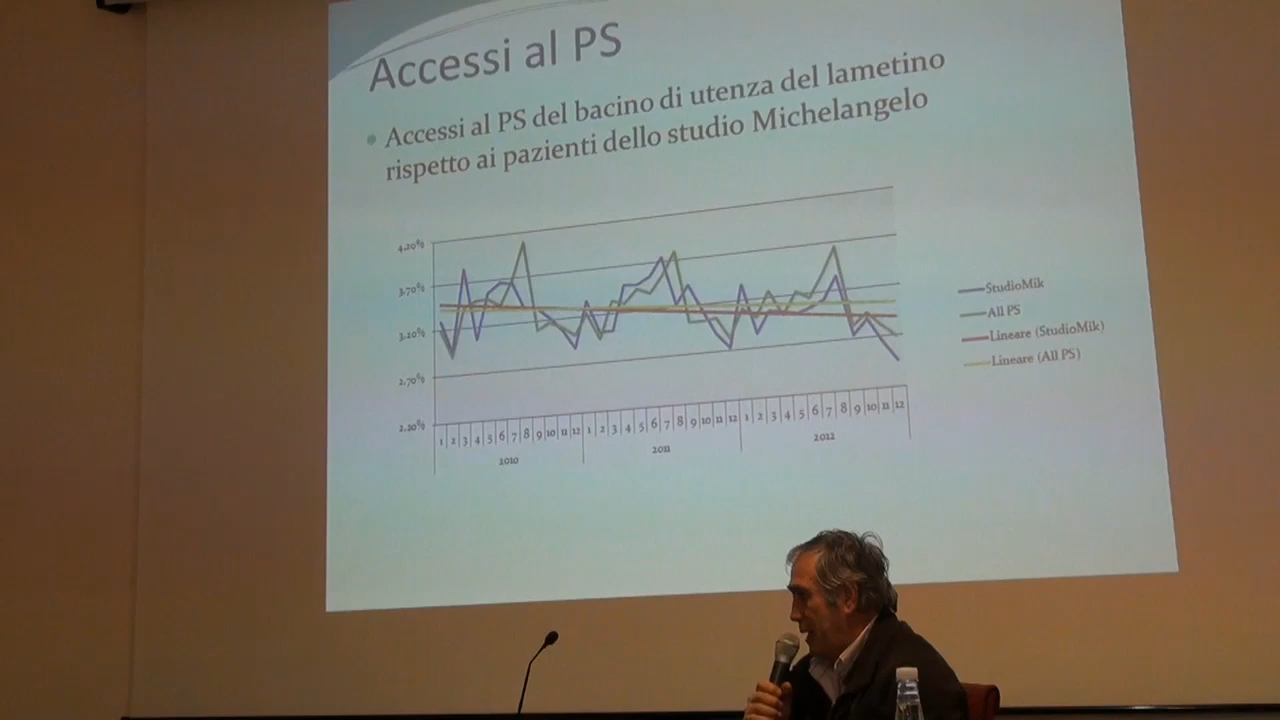 Accessi al PS
Accessi al PS del bacino di utenza del lametino
rispetto ai pazienti dello studio Michelangelo
4,20%
3,70%
3,20%
2,70%
2,20%
StudioMik
All PS
Lineare (StudioMik)
Lineare (All PS)
1 2 3 4 5 6 7 8 9 10 11 12 1 2 3 4 5 6 7 8 9 10 11 12 1 2 3 4 5 6 7 8 9 10 11 12
2010 2011 2012